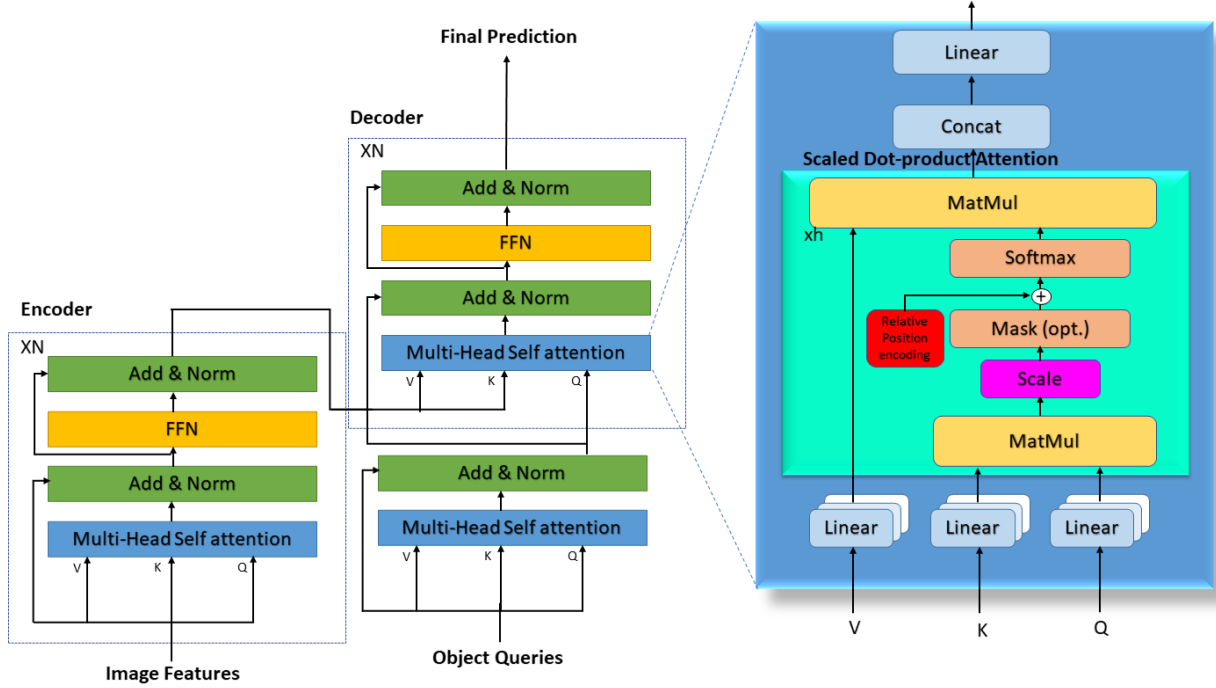 Final Prediction
Decoder
XN
Add & Norm
FFN
Add & Norm
Multi-Head Self attention
V K Q
Add & Norm
Multi-Head Self attention
V K Q
Object Queries
Encoder
XN
Add & Norm
FFN
Add & Norm
Multi-Head Self attention
V K Q
Image Features
Linear
Concat
Scaled Dot-product Attention
MatMul
xh
Softmax
+
Relative
Position
encoding
Mask (opt.)
Scale
MatMul
Linear Linear Linear
V K Q